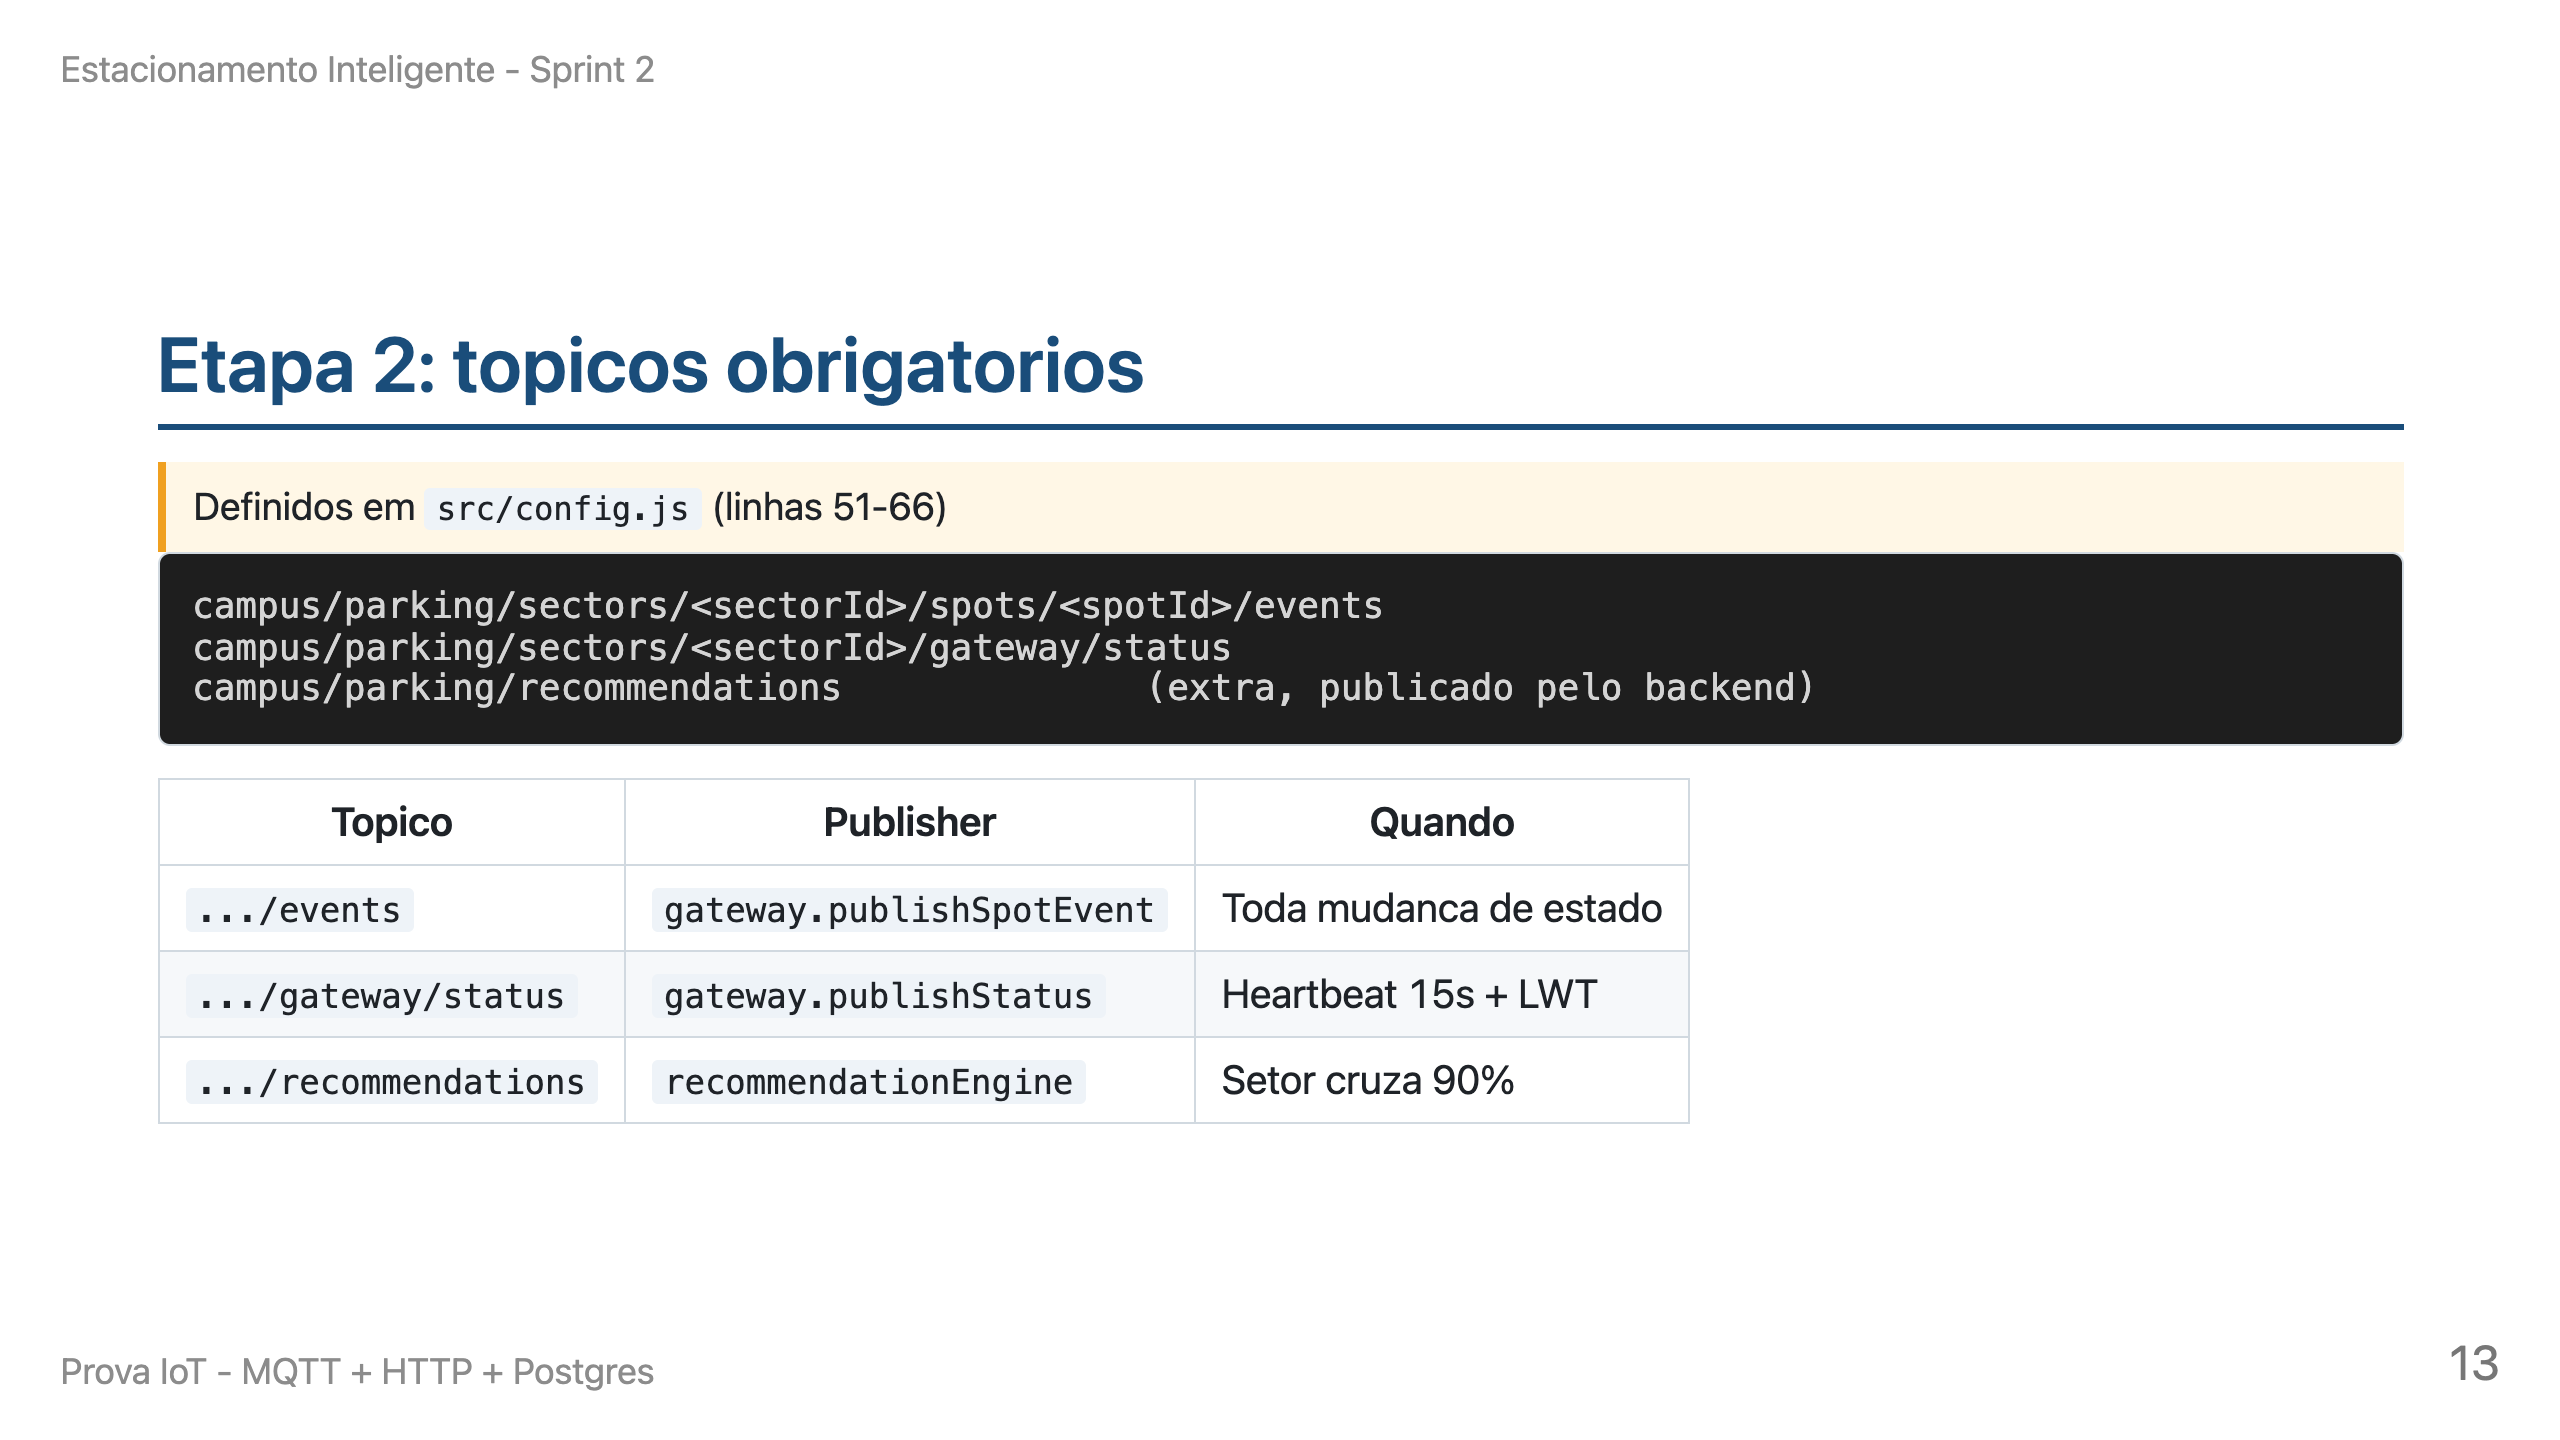 Estacionamento Inteligente - Sprint 2
Etapa 2: topicos obrigatorios
Definidos em src/config.js (linhas 51-66)
campus/parking/sectors/<sectorId>/spots/<spotId>/events
campus/parking/sectors/<sectorId>/gateway/status
campus/parking/recommendations (extra, publicado pelo backend)
Topico Publisher Quando
.../events gateway.publishSpotEvent Toda mudanca de estado
.../gateway/status gateway.publishStatus Heartbeat 15s + LWT
.../recommendations recommendationEngine Setor cruza 90%
Prova IoT - MQTT + HTTP + Postgres
13